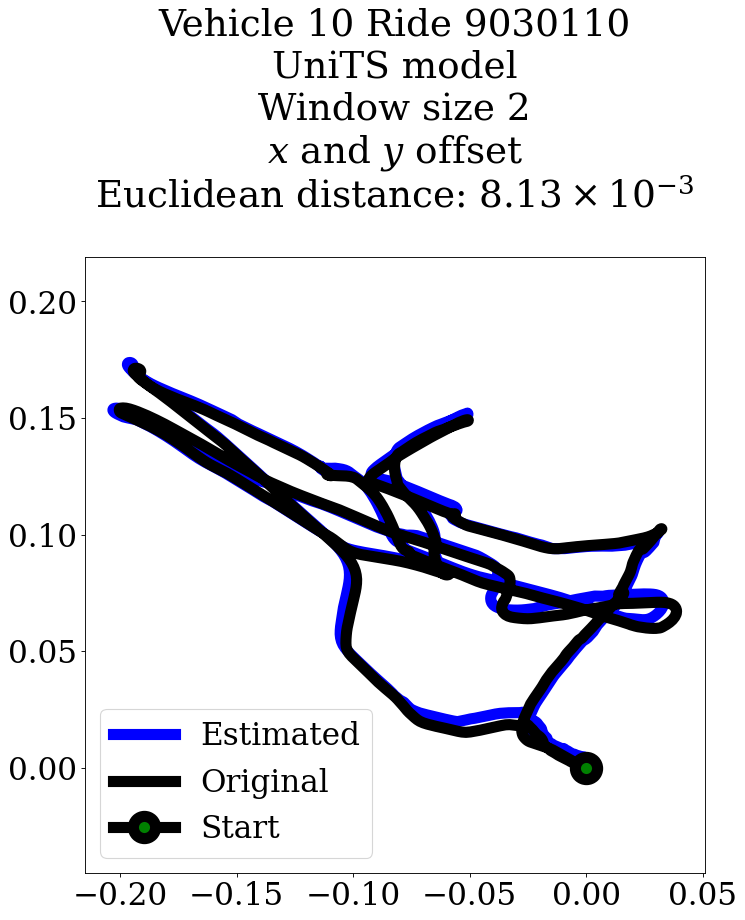 Vehicle 10 Ride 9030110
UniTS model
Window size 2
x and y offset
Euclidean distance: 8.13 × 10⁻³
0.20
0.15
0.10
0.05
0.00
Estimated
Original
Start
−0.20 −0.15 −0.10 −0.05 0.00 0.05